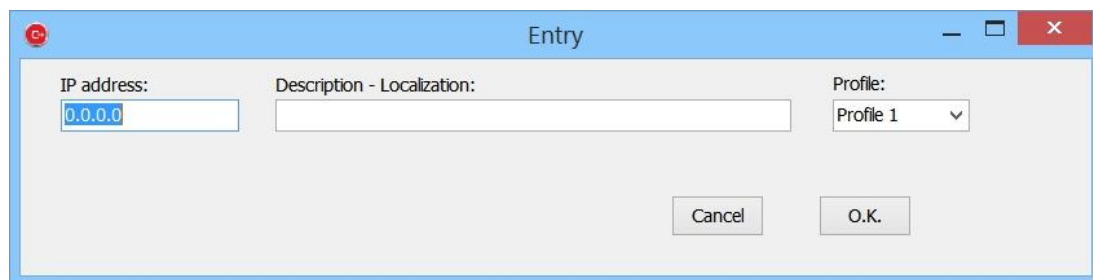 Entry
IP address: Description - Localization: Profile:
0.0.0.0 Profile 1
Cancel O.K.